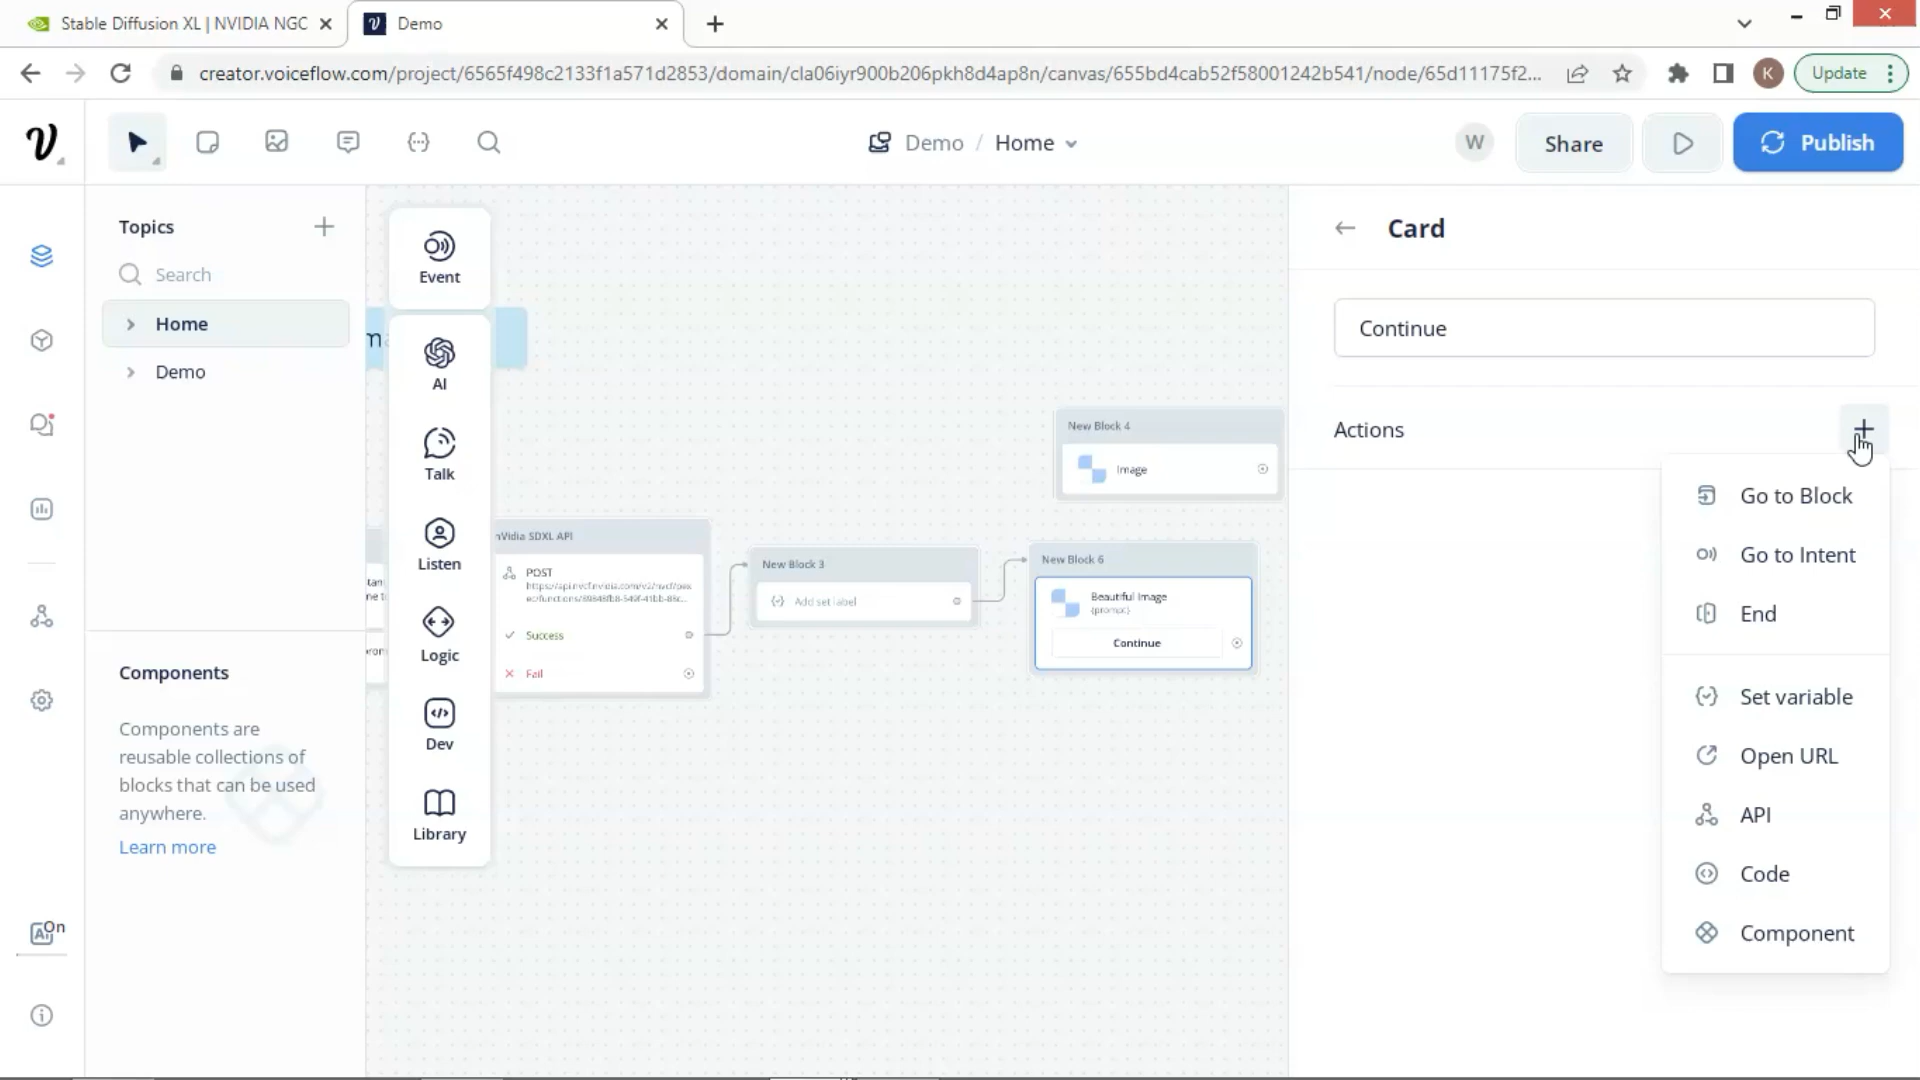 Stable Diffusion XL | NVIDIA NGC
Demo
creator.voiceflow.com/project/6565f498c2133f1a571d2853/domain/cla06iyr900b206pkh8d4ap8n/canvas/655bd4cab52f58001242b541/node/65d11175f2...
K
Update
Demo / Home
W
Share
Publish
Topics
Search
Home
Demo
Components
Components are
reusable collections of
blocks that can be used
anywhere.
Learn more
On
Event
AI
Talk
Listen
Logic
Dev
Library
nVidia SDXL API
POST
Success
Fail
New Block 3
Add set label
New Block 4
Image
New Block 6
Beautiful Image
{prompt}
Continue
Card
Continue
Actions
Go to Block
Go to Intent
End
Set variable
Open URL
API
Code
Component